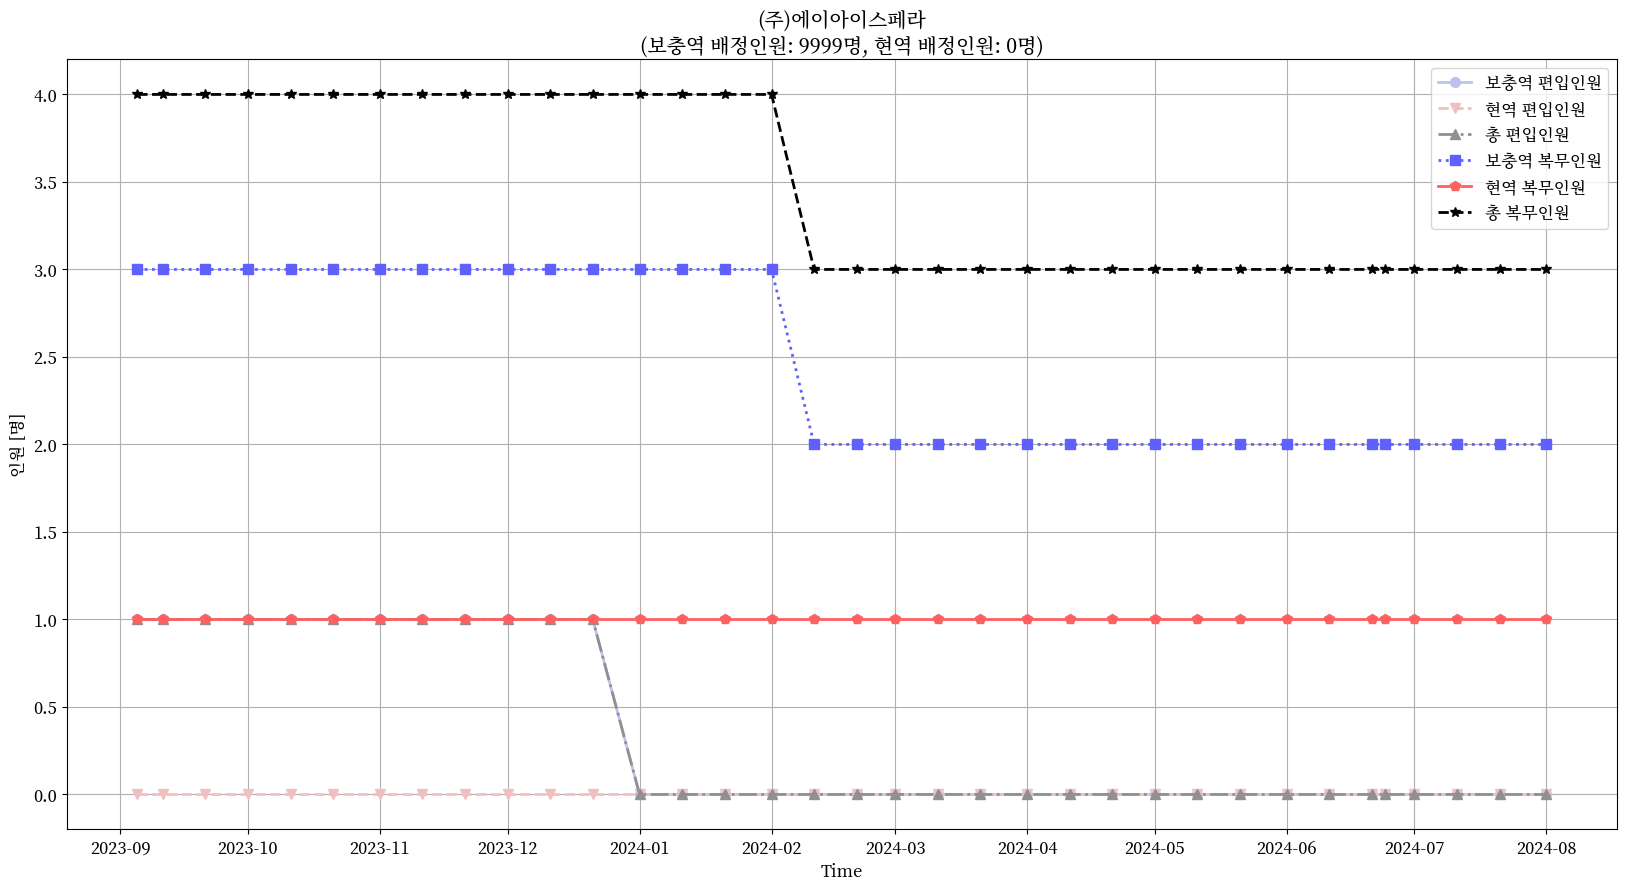 (주)에이아이스페라
(보충역 배정인원: 9999명, 현역 배정인원: 0명)
보충역 편입인원
현역 편입인원
총 편입인원
보충역 복무인원
현역 복무인원
총 복무인원
4.0
3.5
3.0
2.5
2.0
1.5
1.0
0.5
0.0
인원 [명]
2023-09 2023-10 2023-11 2023-12 2024-01 2024-02 2024-03 2024-04 2024-05 2024-06 2024-07 2024-08
Time